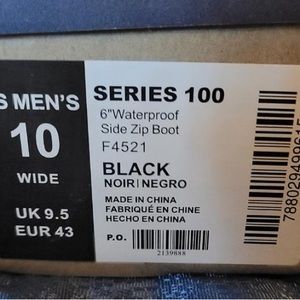 S MEN'S
10
WIDE
UK 9.5
EUR 43
SERIES 100
6"Waterproof
Side Zip Boot
F4521
BLACK
NOIR|NEGRO
MADE IN CHINA
FABRIQUÉ EN CHINE
HECHO EN CHINA
P.O.
2139888